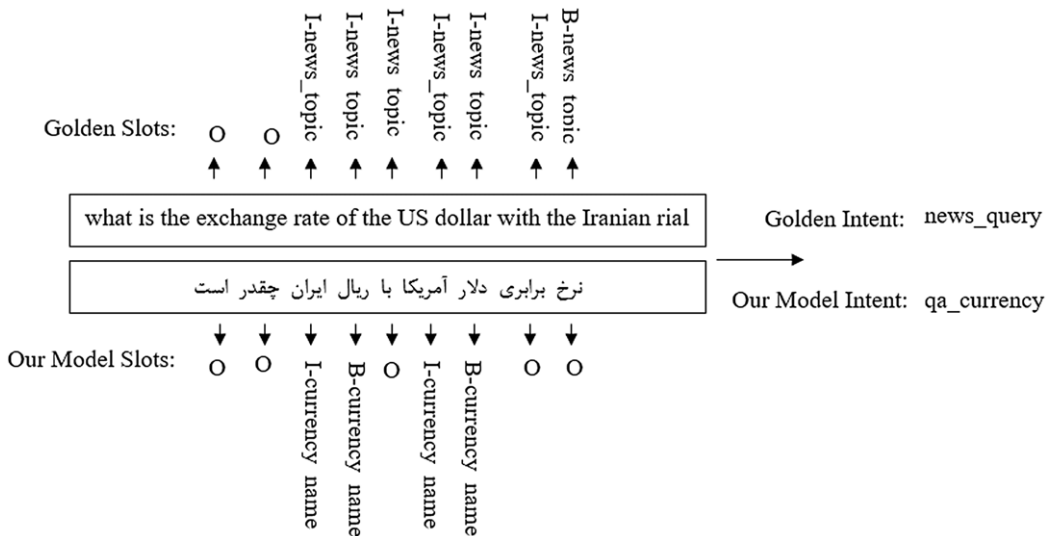 I-news_topic
I-news topic
I-news topic
I-news_topic
I-news topic
I-news_topic
B-news topic
Golden Slots: O O
what is the exchange rate of the US dollar with the Iranian rial
Golden Intent: news_query
نرخ برابری دلار آمریکا با ریال ایران چقدر است
Our Model Intent: qa_currency
Our Model Slots: O O
I-currency name
B-currency name
O
I-currency name
B-currency name
O O